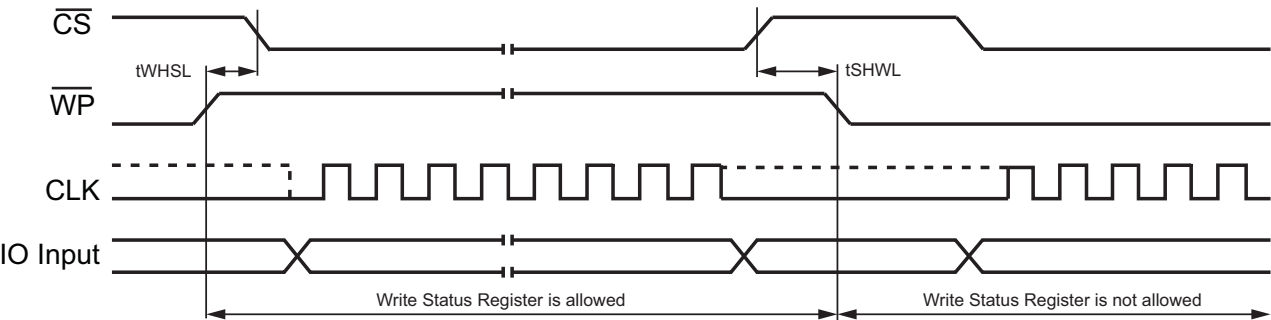 CS
tWHSL
tSHWL
WP
CLK
IO Input
Write Status Register is allowed
Write Status Register is not allowed